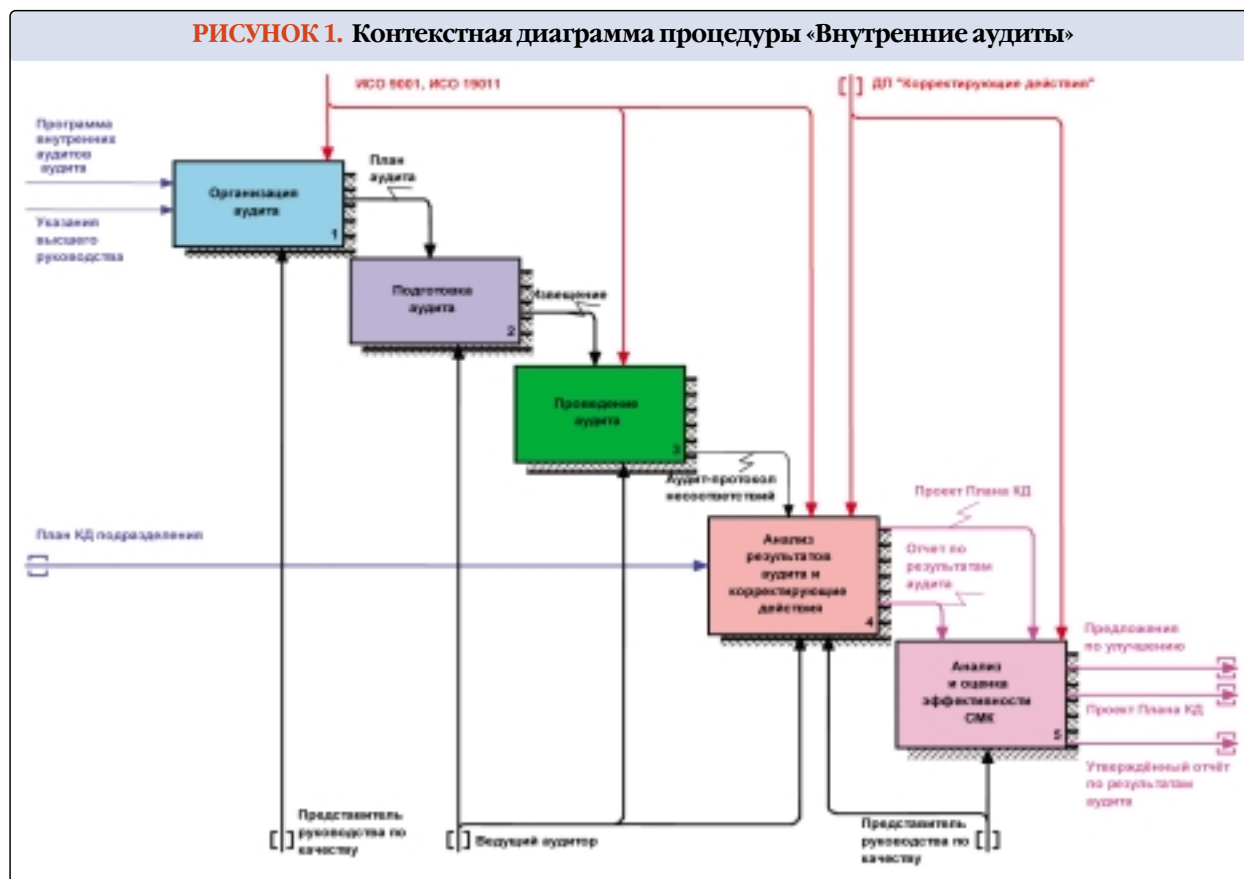 РИСУНОК 1. Контекстная диаграмма процедуры «Внутренние аудиты»
ИСО 9001, ИСО 19011
ДП "Корректирующие действия"
Программа
внутренних
аудитов
аудита
План
аудита
Организация
аудита
1
Указания
высшего
руководства
Подготовка
аудита
2
Извещение
Проведение
аудита
3
Аудит-протокол
несоответствий
Проект Плана КД
План КД подразделения
Анализ
результатов
аудита и
корректирующие
действия
4
Отчет по
результатам
аудита
Предложения
по улучшению
Анализ
и оценка
эффективности
СМК
5
Проект Плана КД
Утверждённый отчёт
по результатам
аудита
Представитель
руководства по
качеству
Ведущий аудитор
Представитель
руководства по
качеству